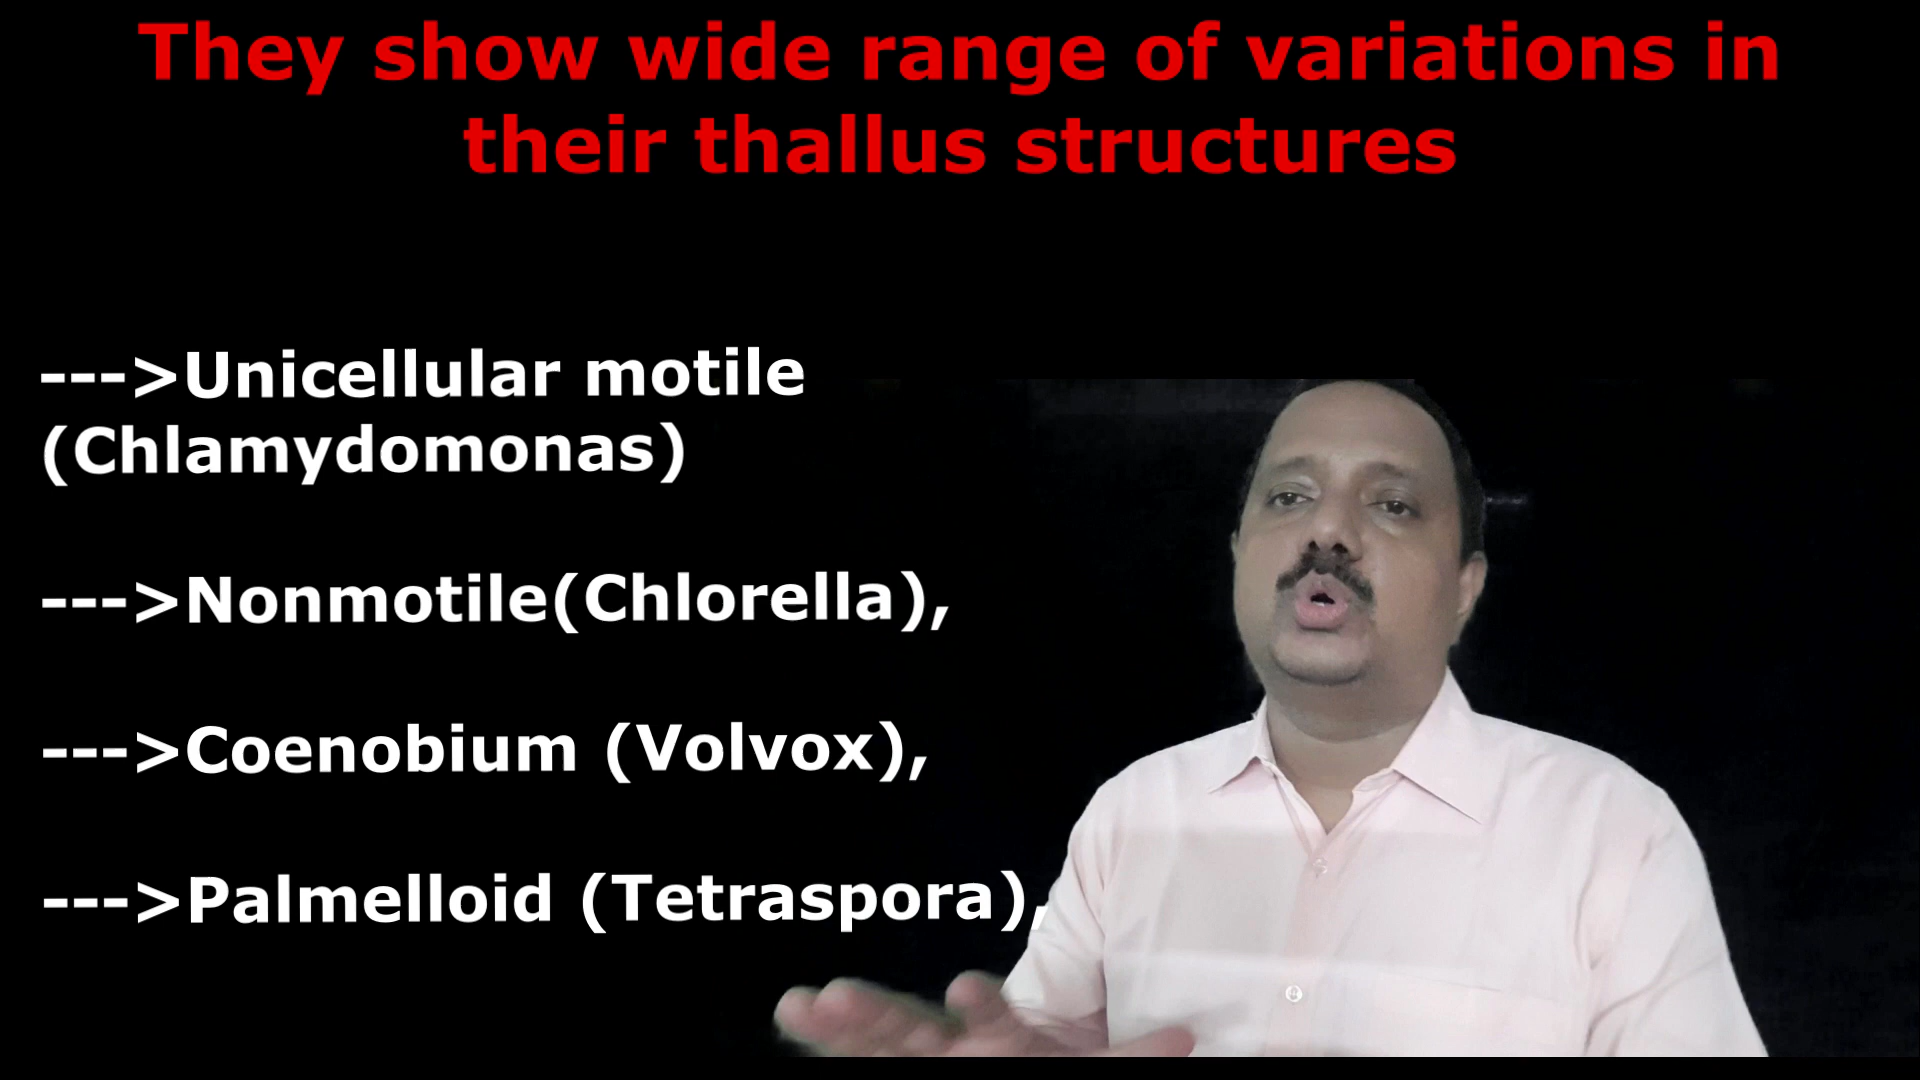 They show wide range of variations in
their thallus structures
--->Unicellular motile
(Chlamydomonas)
--->Nonmotile(Chlorella),
--->Coenobium (Volvox),
--->Palmelloid (Tetraspora),